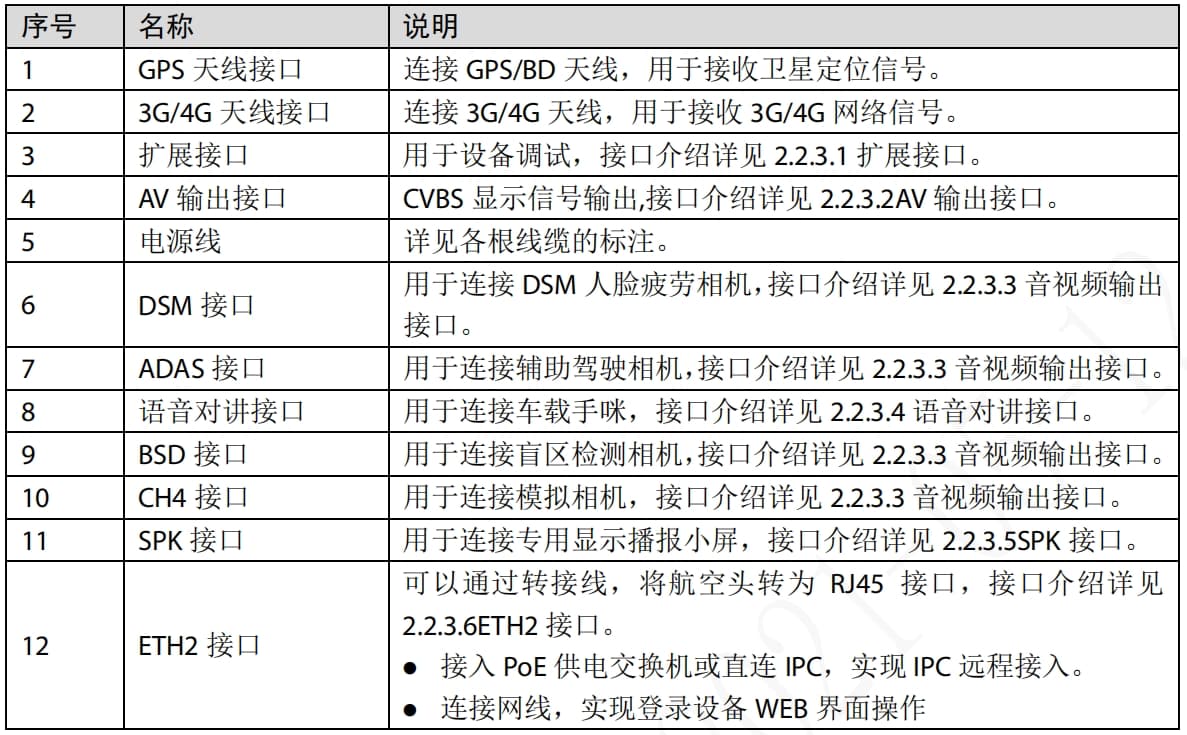 序号 名称 说明
1 GPS 天线接口 连接 GPS/BD 天线，用于接收卫星定位信号。
2 3G/4G 天线接口 连接 3G/4G 天线，用于接收 3G/4G 网络信号。
3 扩展接口 用于设备调试，接口介绍详见 2.2.3.1 扩展接口。
4 AV 输出接口 CVBS 显示信号输出,接口介绍详见 2.2.3.2AV 输出接口。
5 电源线 详见各根线缆的标注。
6 DSM 接口 用于连接 DSM 人脸疲劳相机，接口介绍详见 2.2.3.3 音视频输出
接口。
7 ADAS 接口 用于连接辅助驾驶相机，接口介绍详见 2.2.3.3 音视频输出接口。
8 语音对讲接口 用于连接车载手咪，接口介绍详见 2.2.3.4 语音对讲接口。
9 BSD 接口 用于连接盲区检测相机，接口介绍详见 2.2.3.3 音视频输出接口。
10 CH4 接口 用于连接模拟相机，接口介绍详见 2.2.3.3 音视频输出接口。
11 SPK 接口 用于连接专用显示播报小屏，接口介绍详见 2.2.3.5SPK 接口。
12 ETH2 接口 可以通过转接线，将航空头转为 RJ45 接口，接口介绍详见
2.2.3.6ETH2 接口。
● 接入 PoE 供电交换机或直连 IPC，实现 IPC 远程接入。
● 连接网线，实现登录设备 WEB 界面操作